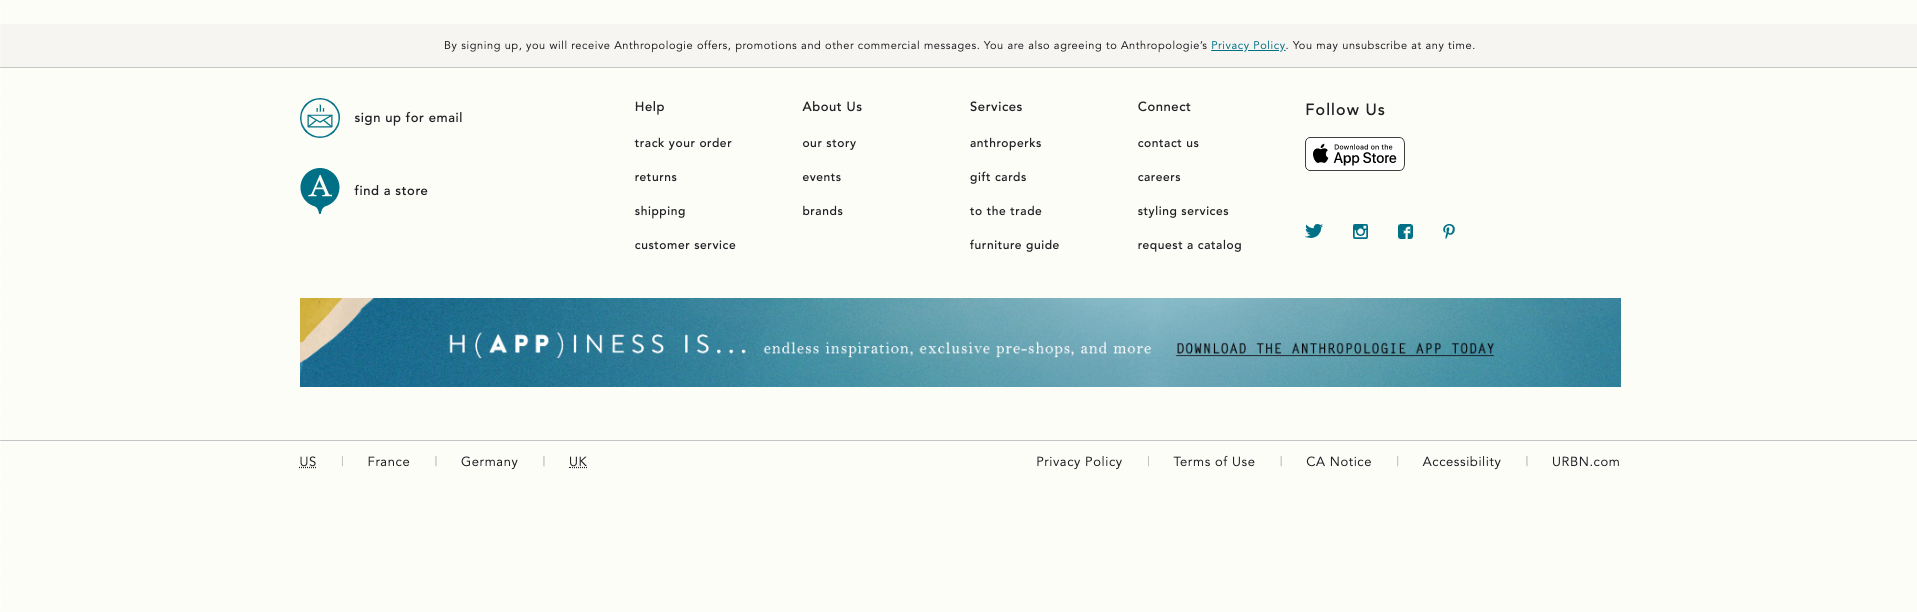 By signing up, you will receive Anthropologie offers, promotions and other commercial messages. You are also agreeing to Anthropologie's Privacy Policy. You may unsubscribe at any time.
sign up for email
A
find a store
Help
track your order
returns
shipping
customer service
About Us
our story
events
brands
Services
anthroperks
gift cards
to the trade
furniture guide
Connect
contact us
careers
styling services
request a catalog
Follow Us
Download on the
App Store
H(APP)INESS IS... endless inspiration, exclusive pre-shops, and more DOWNLOAD THE ANTHROPOLOGIE APP TODAY
US | France | Germany | UK
Privacy Policy | Terms of Use | CA Notice | Accessibility | URBN.com